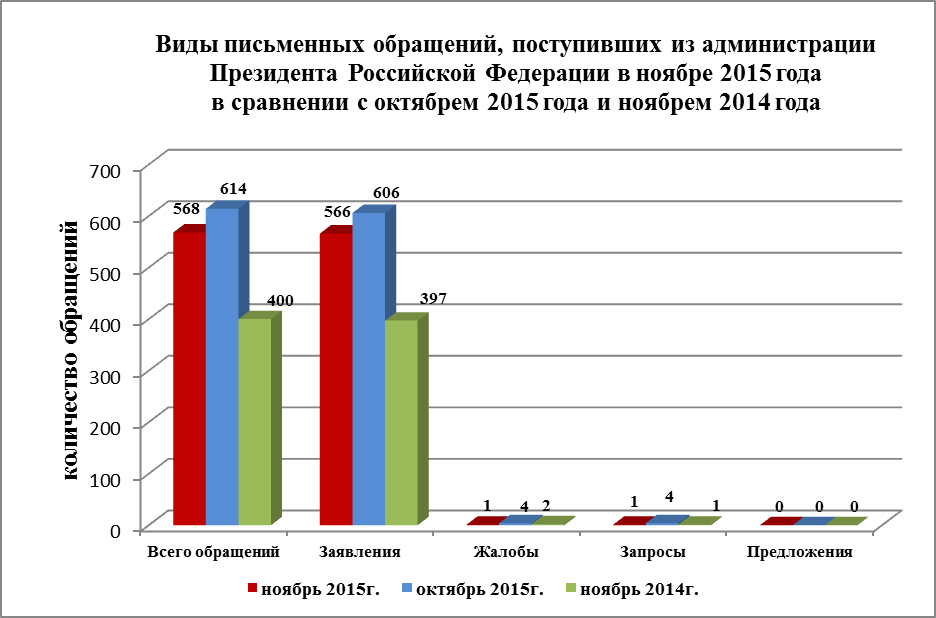 Виды письменных обращений, поступивших из администрации
Президента Российской Федерации в ноябре 2015 года
в сравнении с октябрем 2015 года и ноябрем 2014 года
количество обращений
700
600
500
400
300
200
100
0
568 614 400
566 606 397
1 4 2
1 4 1
0 0 0
Всего обращений Заявления Жалобы Запросы Предложения
ноябрь 2015г. октябрь 2015г. ноябрь 2014г.